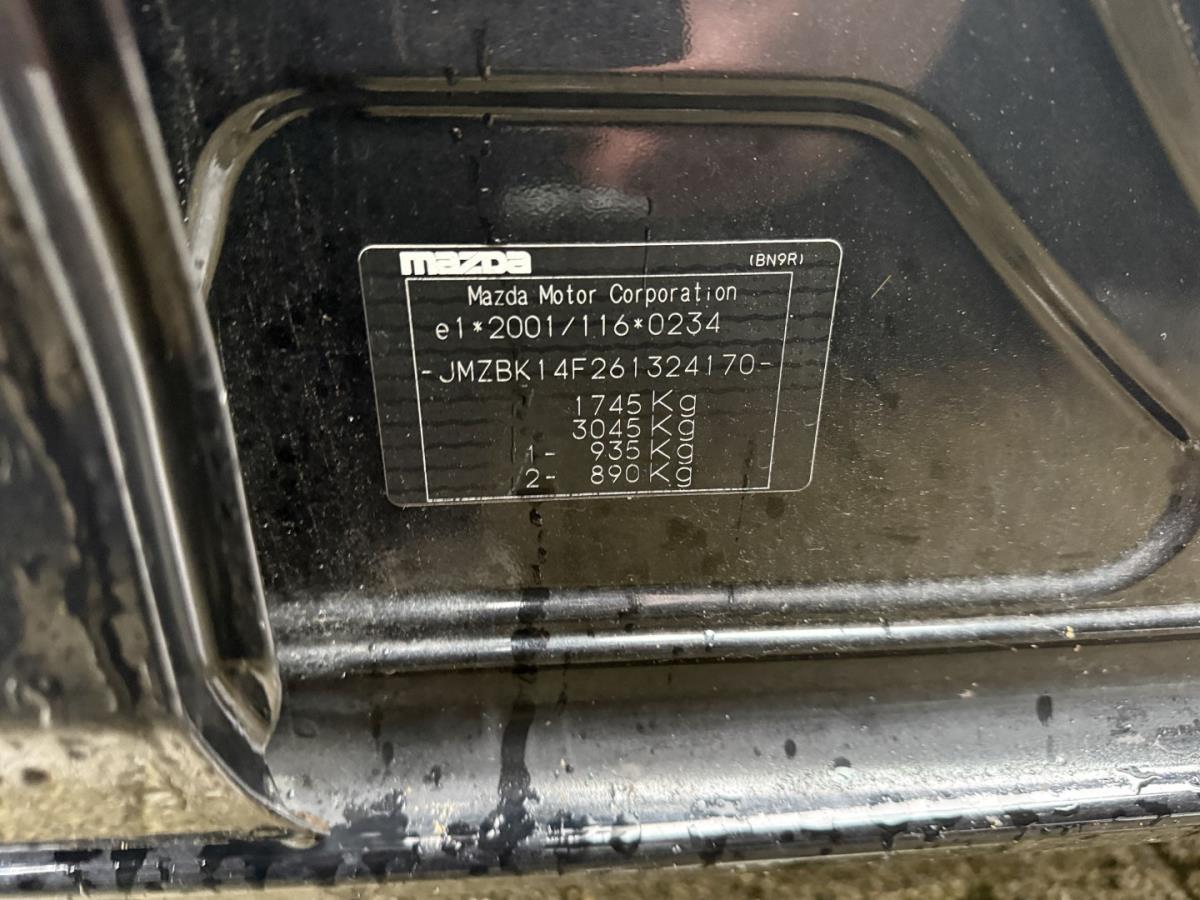 mazda
(BN9R)
Mazda Motor Corporation
e1*2001/116*0234
-JMZBK14F261324170-
1745 Kg
3045 Kg
1- 935 Kg
2- 890 Kg